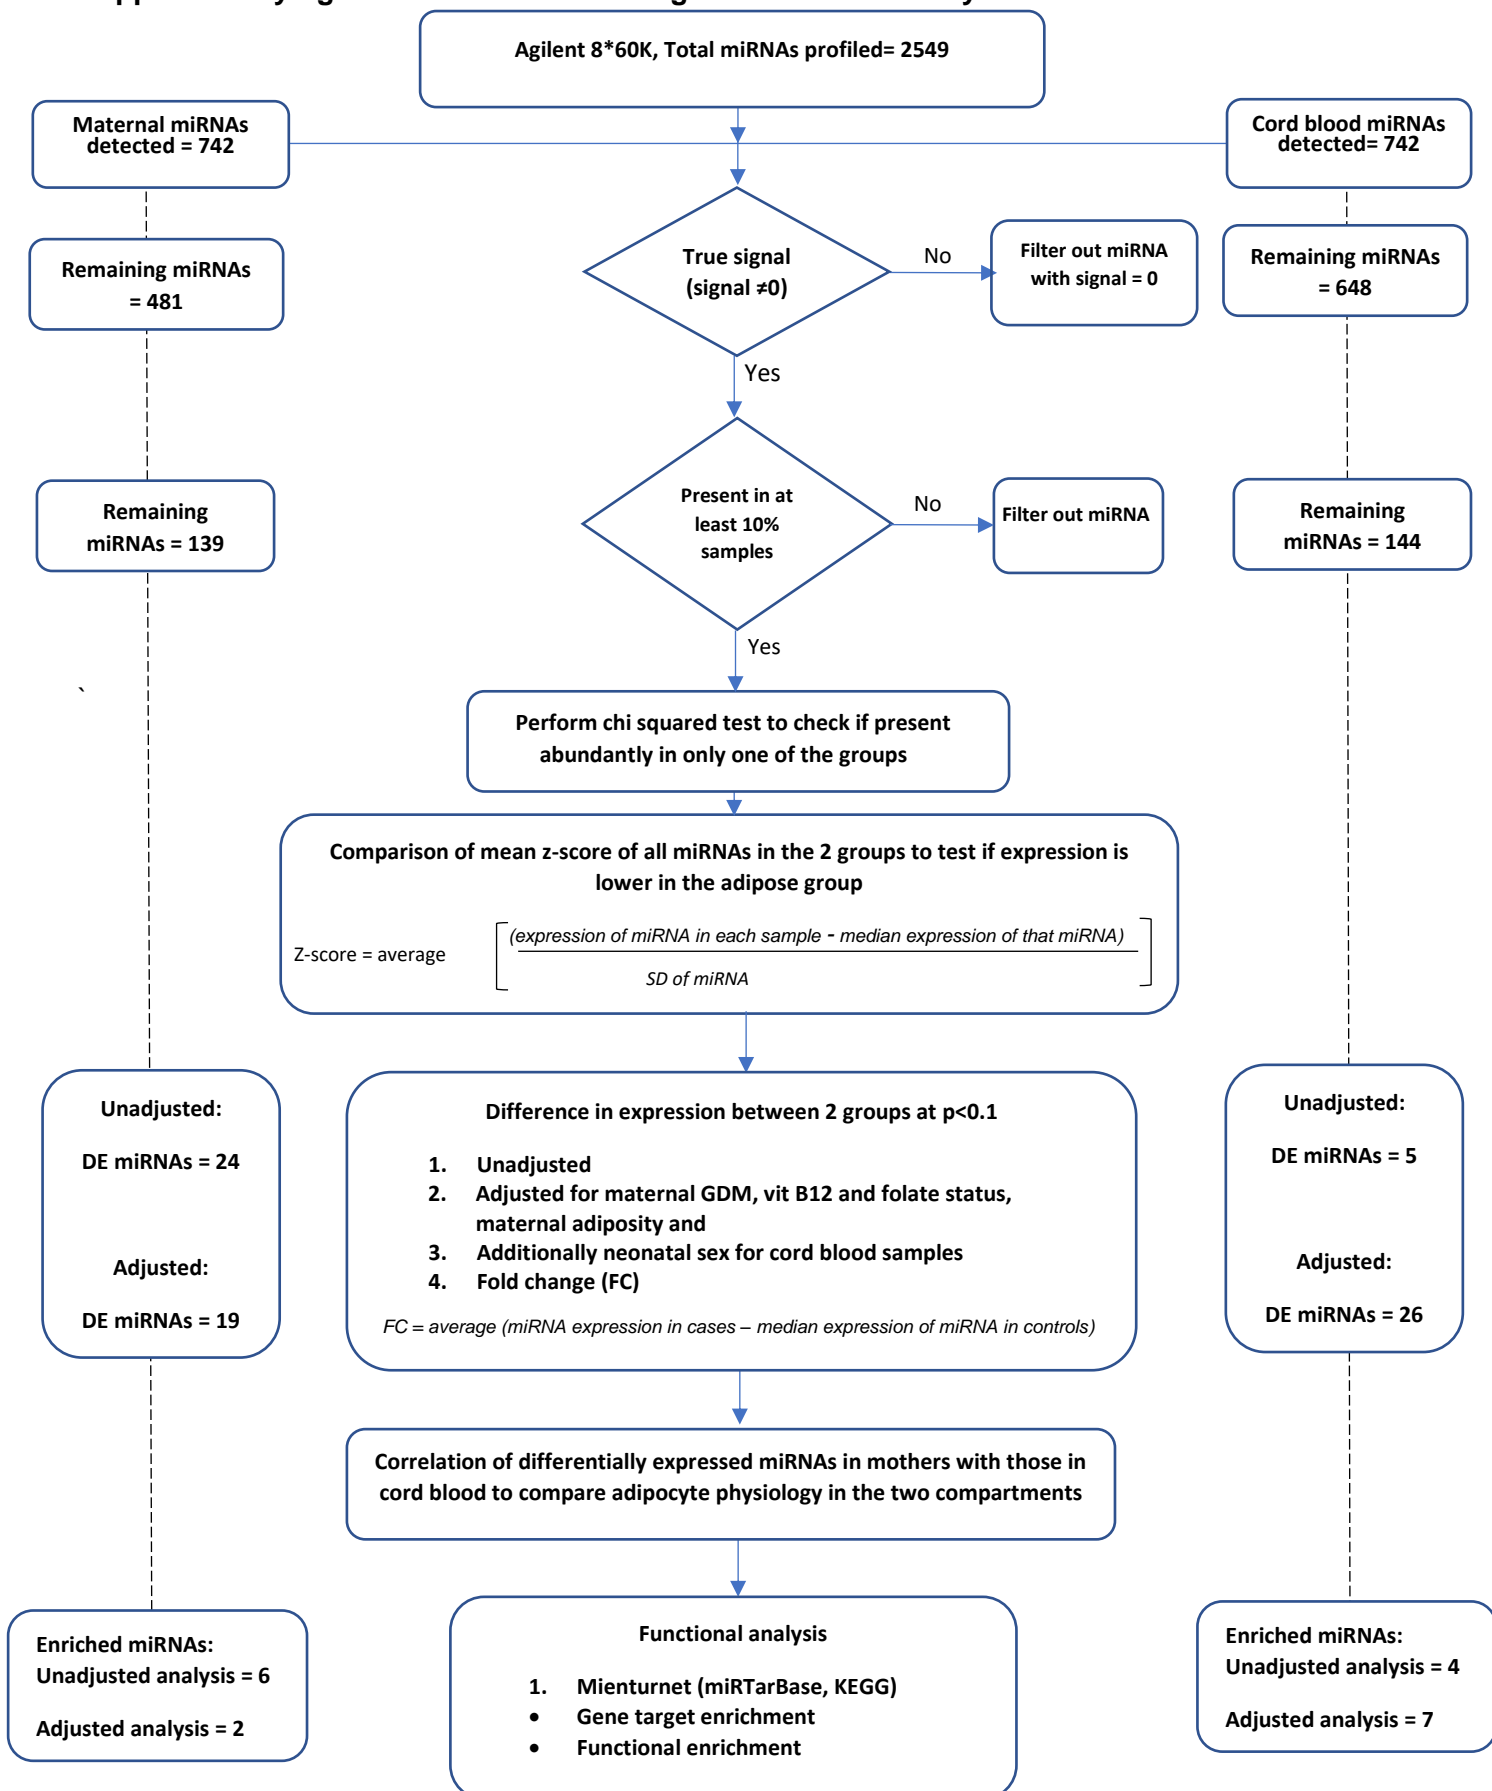 Agilent 8*60K, Total miRNAs profiled= 2549
Maternal miRNAs
detected = 742
Cord blood miRNAs
detected= 742
True signal
(signal ≠0)
No
Filter out miRNA
with signal = 0
Remaining miRNAs
= 481
Remaining miRNAs
= 648
Yes
Present in at
least 10%
samples
No
Filter out miRNA
Remaining
miRNAs = 139
Remaining
miRNAs = 144
Yes
`
Perform chi squared test to check if present
abundantly in only one of the groups
Comparison of mean z-score of all miRNAs in the 2 groups to test if expression is
lower in the adipose group
Z-score = average
(expression of miRNA in each sample - median expression of that miRNA)
SD of miRNA
Unadjusted:
DE miRNAs = 24
Adjusted:
DE miRNAs = 19
Difference in expression between 2 groups at p<0.1
1. Unadjusted
2. Adjusted for maternal GDM, vit B12 and folate status,
maternal adiposity and
3. Additionally neonatal sex for cord blood samples
4. Fold change (FC)
FC = average (miRNA expression in cases – median expression of miRNA in controls)
Unadjusted:
DE miRNAs = 5
Adjusted:
DE miRNAs = 26
Correlation of differentially expressed miRNAs in mothers with those in
cord blood to compare adipocyte physiology in the two compartments
Enriched miRNAs:
Unadjusted analysis = 6
Adjusted analysis = 2
Functional analysis
1. Mienturnet (miRTarBase, KEGG)
• Gene target enrichment
• Functional enrichment
Enriched miRNAs:
Unadjusted analysis = 4
Adjusted analysis = 7